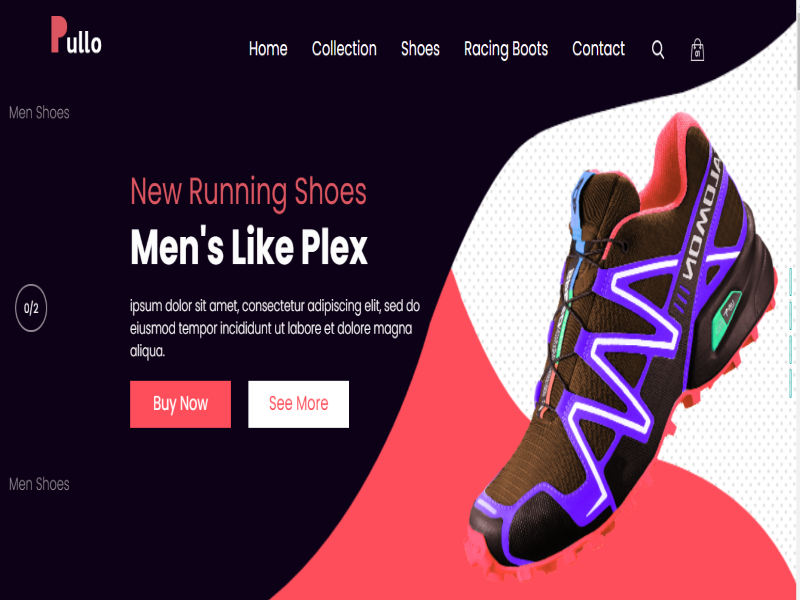 Pullo
Home Collection Shoes Racing Boots Contact
Men Shoes
New Running Shoes
Men's Like Plex
0/2
ipsum dolor sit amet, consectetur adipiscing elit, sed do
eiusmod tempor incididunt ut labore et dolore magna
aliqua.
Buy Now See More
Men Shoes
SALOMON